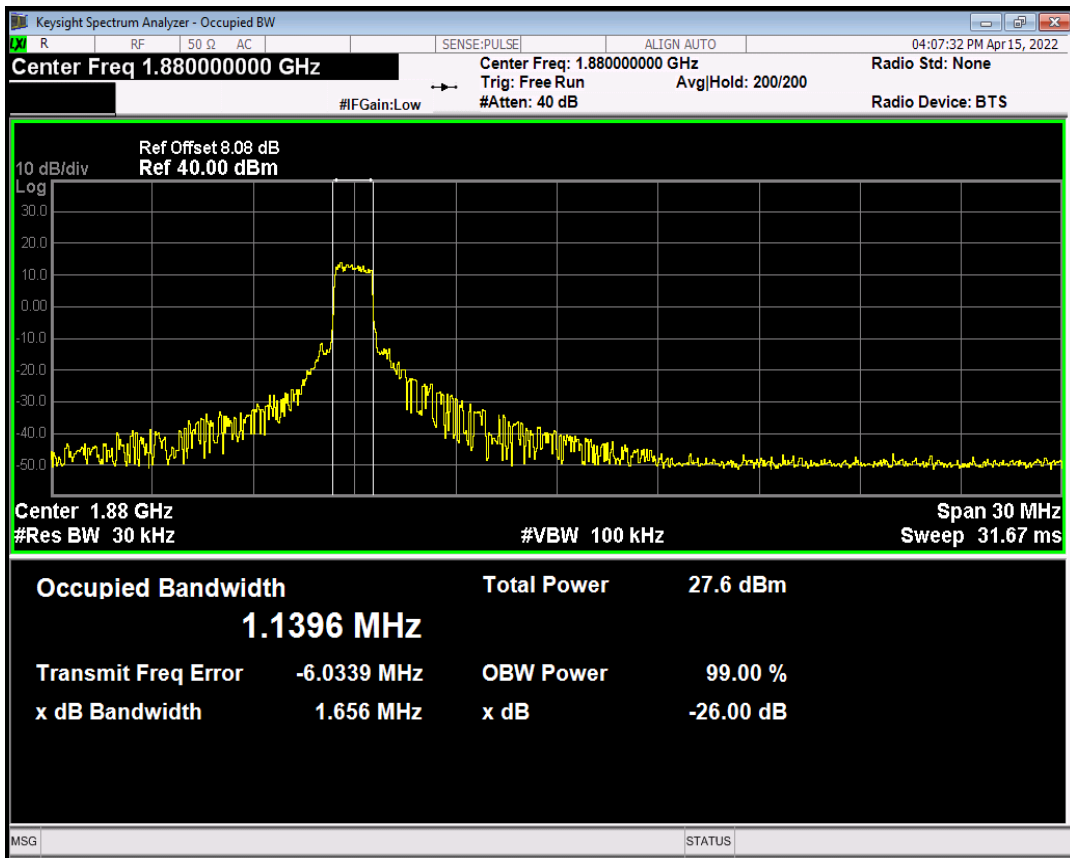 Keysight Spectrum Analyzer - Occupied BW
LXI R RF 50 Ω AC SENSE:PULSE ALIGN AUTO 04:07:32 PM Apr 15, 2022
Center Freq 1.880000000 GHz
Center Freq: 1.880000000 GHz
Radio Std: None
Trig: Free Run Avg|Hold: 200/200
#IFGain:Low #Atten: 40 dB Radio Device: BTS
Ref Offset 8.08 dB
10 dB/div Ref 40.00 dBm
Log
30.0
20.0
10.0
0.00
-10.0
-20.0
-30.0
-40.0
-50.0
Center 1.88 GHz Span 30 MHz
#Res BW 30 kHz #VBW 100 kHz Sweep 31.67 ms
Occupied Bandwidth Total Power 27.6 dBm
1.1396 MHz
Transmit Freq Error -6.0339 MHz OBW Power 99.00 %
x dB Bandwidth 1.656 MHz x dB -26.00 dB
MSG STATUS